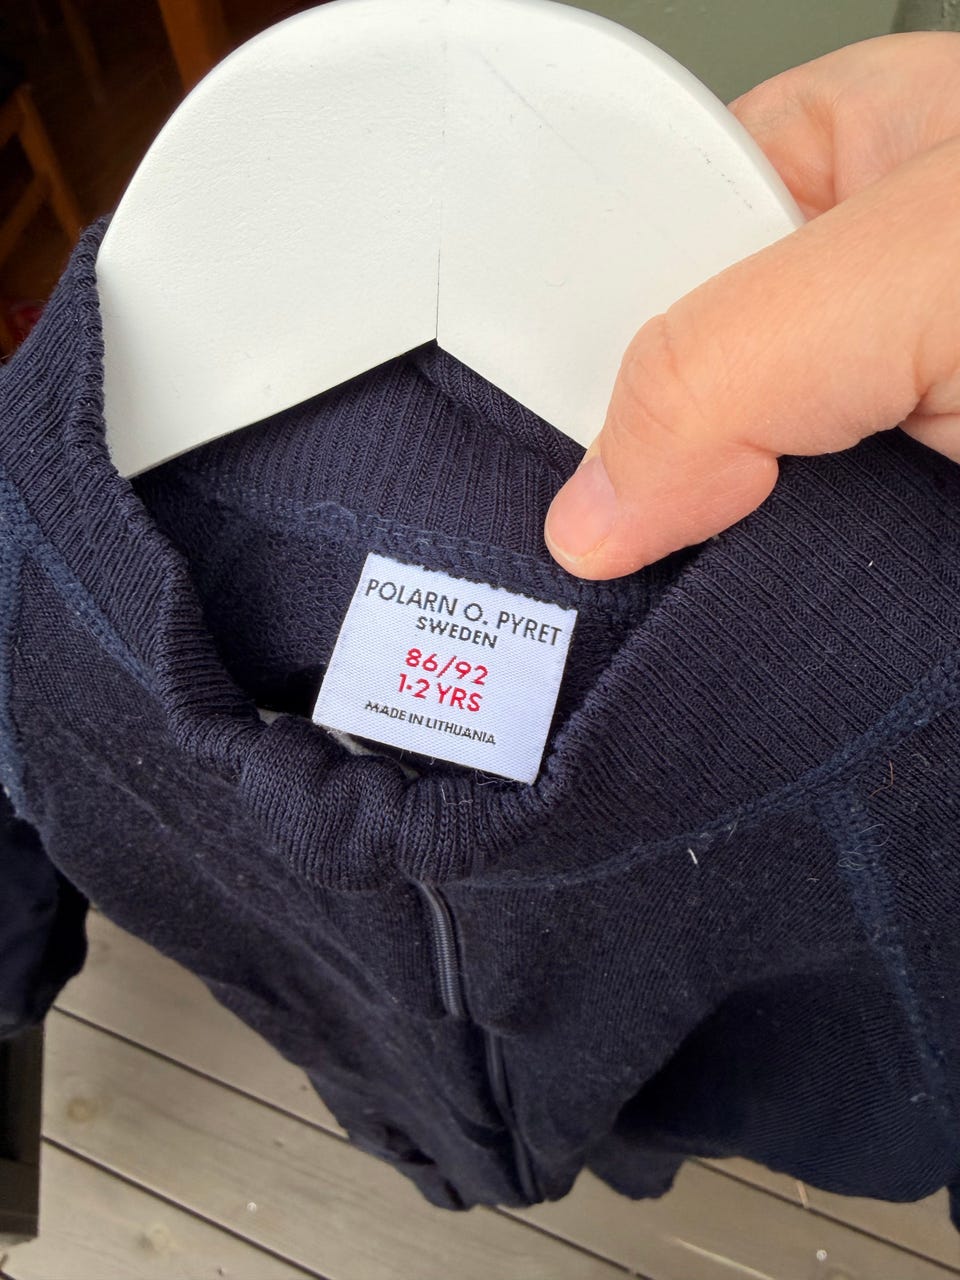 POLARN O. PYRET
SWEDEN
86/92
1-2 YRS
MADE IN LITHUANIA